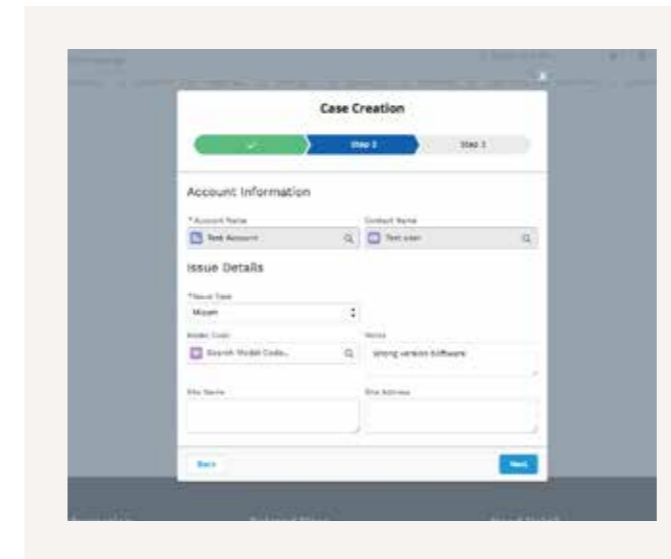 Case Creation
Step 2
Step 3
Account Information
*Account Name
Contact Name
Test Account
Test user
Issue Details
*Issue Type
Model Code
Notes
Search Model Code...
wrong version software
Site Name
Site Address
Back
Next